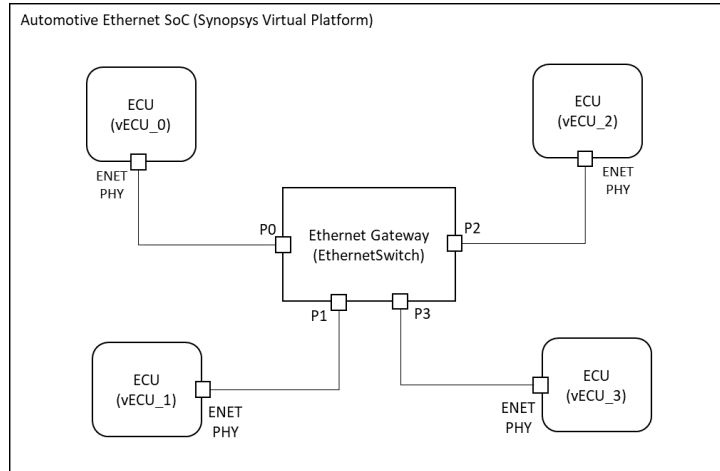 Automotive Ethernet SoC (Synopsys Virtual Platform)
ECU
(vECU_0)
ENET
PHY
ECU
(vECU_2)
ENET
PHY
P0
Ethernet Gateway
(EthernetSwitch)
P2
P1
P3
ECU
(vECU_1)
ENET
PHY
ECU
(vECU_3)
ENET
PHY